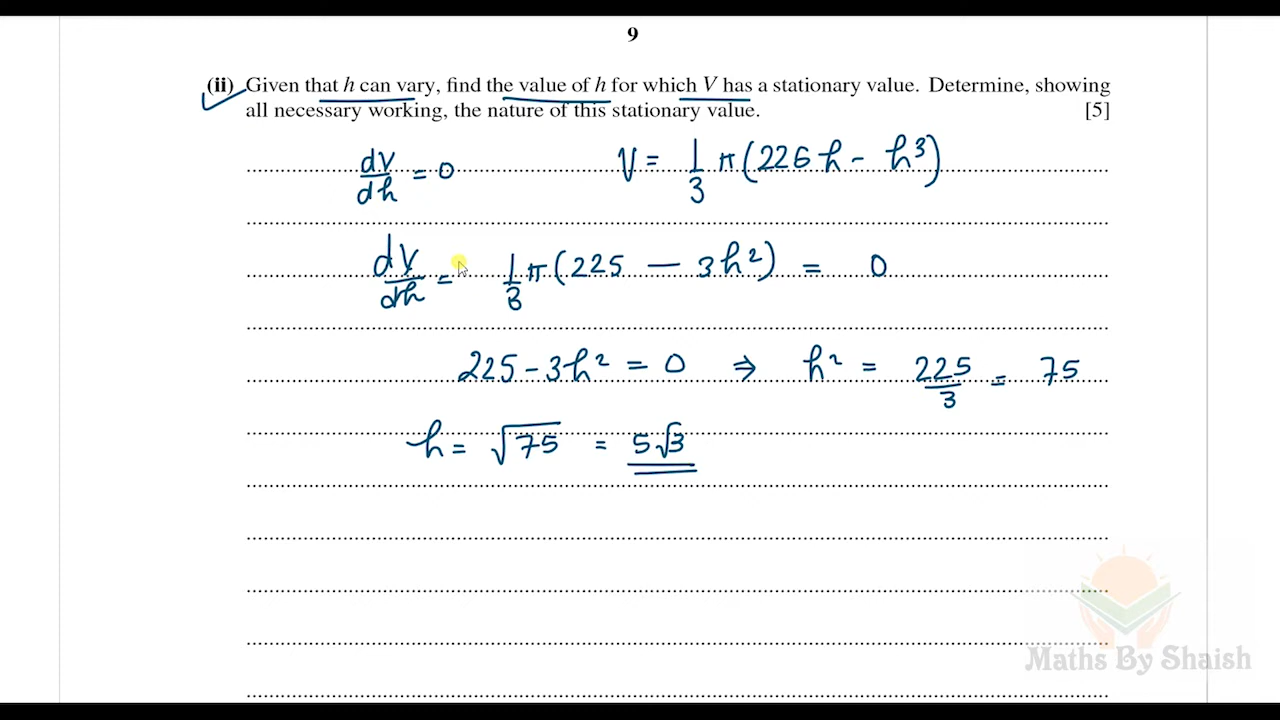 9
(ii) Given that h can vary, find the value of h for which V has a stationary value. Determine, showing
all necessary working, the nature of this stationary value. [5]
dV/dh = 0 V = 1/3 π(225h - h³)
dV/dh = 1/3 π(225 - 3h²) = 0
225 - 3h² = 0 ⇒ h² = 225/3 = 75
h = √75 = 5√3
Maths By Shaish